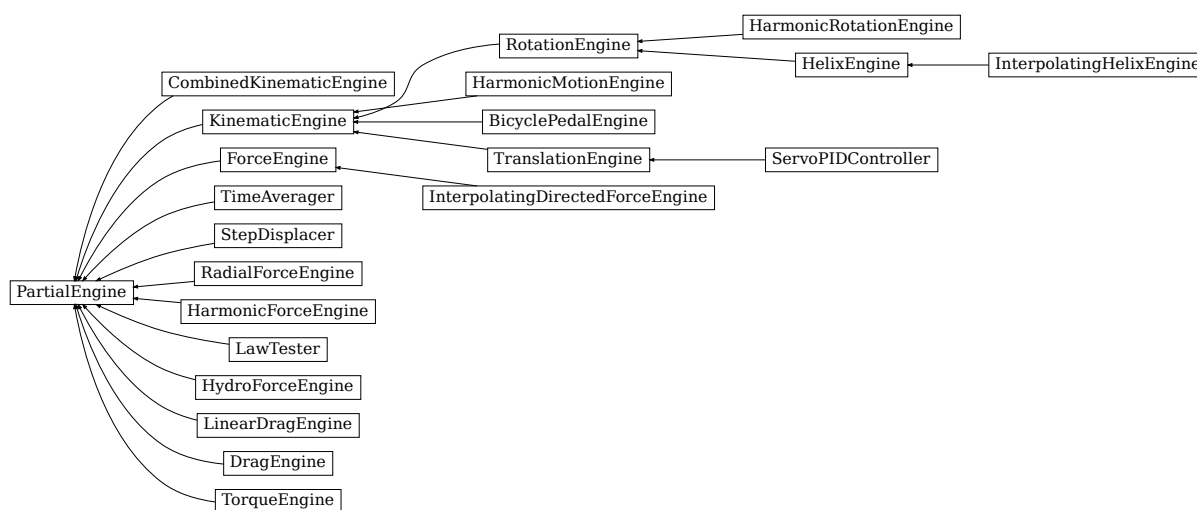 HarmonicRotationEngine
RotationEngine
HelixEngine
InterpolatingHelixEngine
CombinedKinematicEngine
HarmonicMotionEngine
KinematicEngine
BicyclePedalEngine
ForceEngine
TranslationEngine
ServoPIDController
TimeAverager
InterpolatingDirectedForceEngine
StepDisplacer
RadialForceEngine
PartialEngine
HarmonicForceEngine
LawTester
HydroForceEngine
LinearDragEngine
DragEngine
TorqueEngine